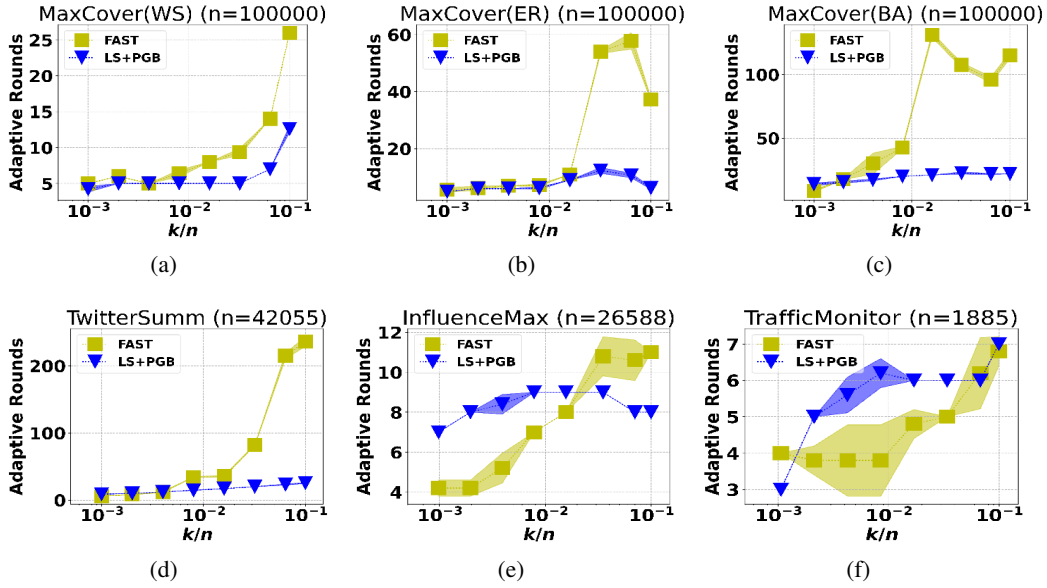 MaxCover(WS) (n=100000)
Adaptive Rounds
25
20
15
10
5
FAST
LS+PGB
10⁻³
10⁻²
10⁻¹
k/n
(a)
MaxCover(ER) (n=100000)
Adaptive Rounds
60
40
20
FAST
LS+PGB
10⁻³
10⁻²
10⁻¹
k/n
(b)
MaxCover(BA) (n=100000)
Adaptive Rounds
100
50
FAST
LS+PGB
10⁻³
10⁻²
10⁻¹
k/n
(c)
TwitterSumm (n=42055)
Adaptive Rounds
200
100
0
FAST
LS+PGB
10⁻³
10⁻²
10⁻¹
k/n
(d)
InfluenceMax (n=26588)
Adaptive Rounds
12
10
8
6
4
FAST
LS+PGB
10⁻³
10⁻²
10⁻¹
k/n
(e)
TrafficMonitor (n=1885)
Adaptive Rounds
7
6
5
4
3
FAST
LS+PGB
10⁻³
10⁻²
10⁻¹
k/n
(f)